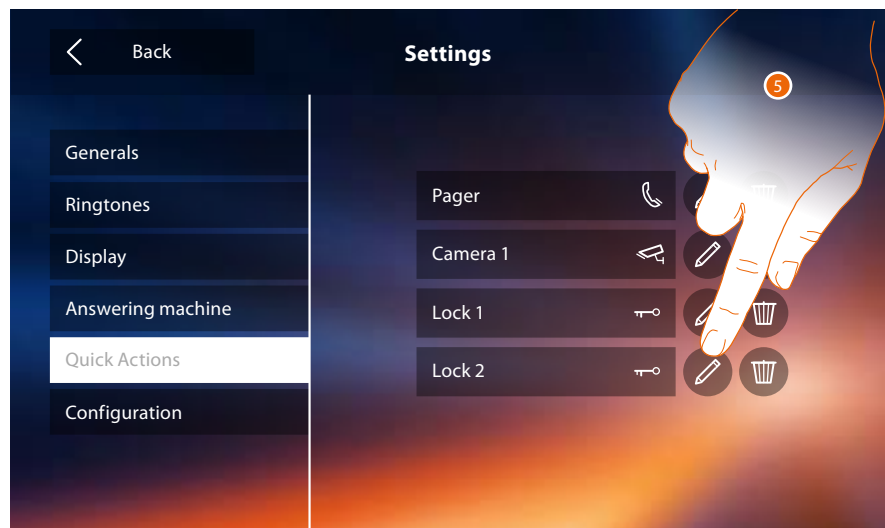 Back
Settings
5
Generals
Ringtones
Display
Answering machine
Quick Actions
Configuration
Pager
Camera 1
Lock 1
Lock 2